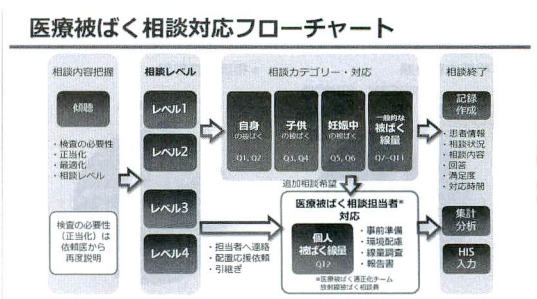 医療被ばく相談対応フローチャート
相談内容把握
傾聴
・検査の必要性
・正当化
・最適化
・相談レベル
検査の必要性
（正当化）は
依頼医から
再度説明
相談レベル
レベル1
レベル2
レベル3
レベル4
相談カテゴリー・対応
自身
の被ばく
Q1, Q2
子供
の被ばく
Q3, Q4
妊娠中
の被ばく
Q5, Q6
一般的な
被ばく
線量
Q7~Q11
追加相談希望
・担当者へ連絡
・配置応援依頼
・引継ぎ
医療被ばく相談担当者*
対応
個人
被ばく線量
Q12
・事前準備
・環境配慮
・線量調査
・報告書
*医療被ばく適正化チーム
放射線被ばく相談員
相談終了
記録
作成
・患者情報
・相談状況
・相談内容
・回答
・満足度
・対応時間
集計
分析
HIS
入力